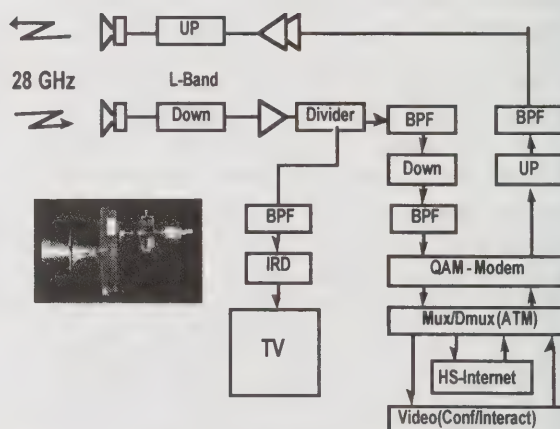 UP
28 GHz
L-Band
Down
Divider
BPF
BPF
Down
UP
BPF
BPF
IRD
QAM - Modem
TV
Mux/Dmux(ATM)
HS-Internet
Video(Conf/Interact)